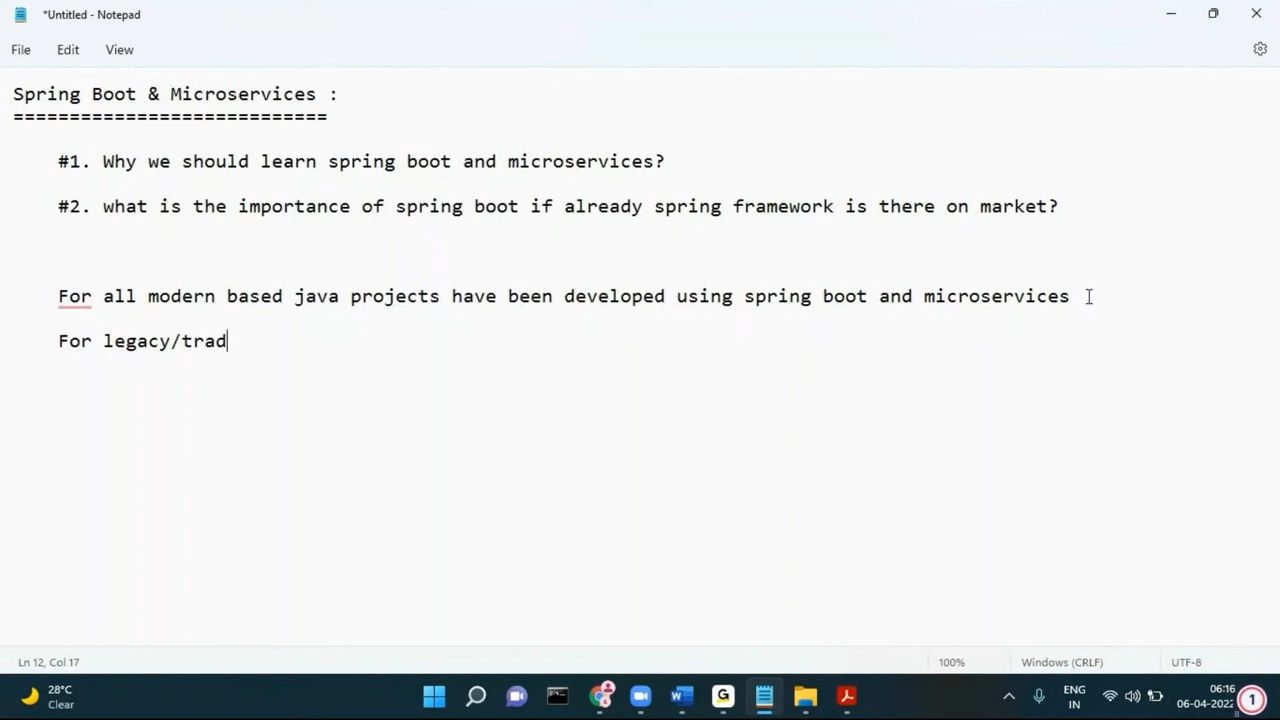 *Untitled - Notepad
File Edit View
Spring Boot & Microservices :
============================
#1. Why we should learn spring boot and microservices?
#2. what is the importance of spring boot if already spring framework is there on market?
For all modern based java projects have been developed using spring boot and microservices
For legacy/trad
Ln 12, Col 17
100%
Windows (CRLF)
UTF-8
28°C
Clear
ENG
IN
06:16
06-04-2022
1